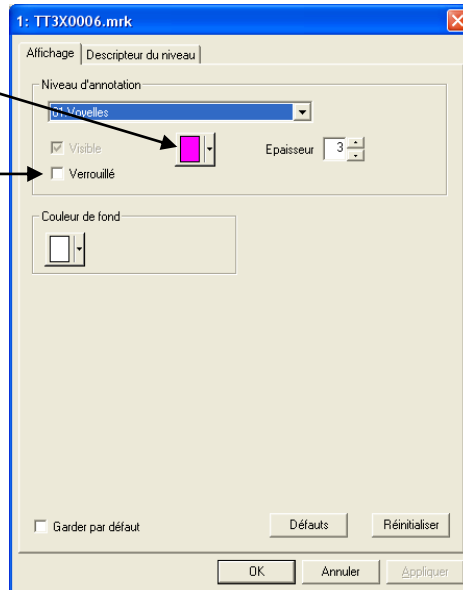 1: TT3X0006.mrk
Affichage Descripteur du niveau
Niveau d'annotation
01:Voyelles
Visible Epaisseur 3
Verrouillé
Couleur de fond
Garder par défaut Défauts Réinitialiser
OK Annuler Appliquer